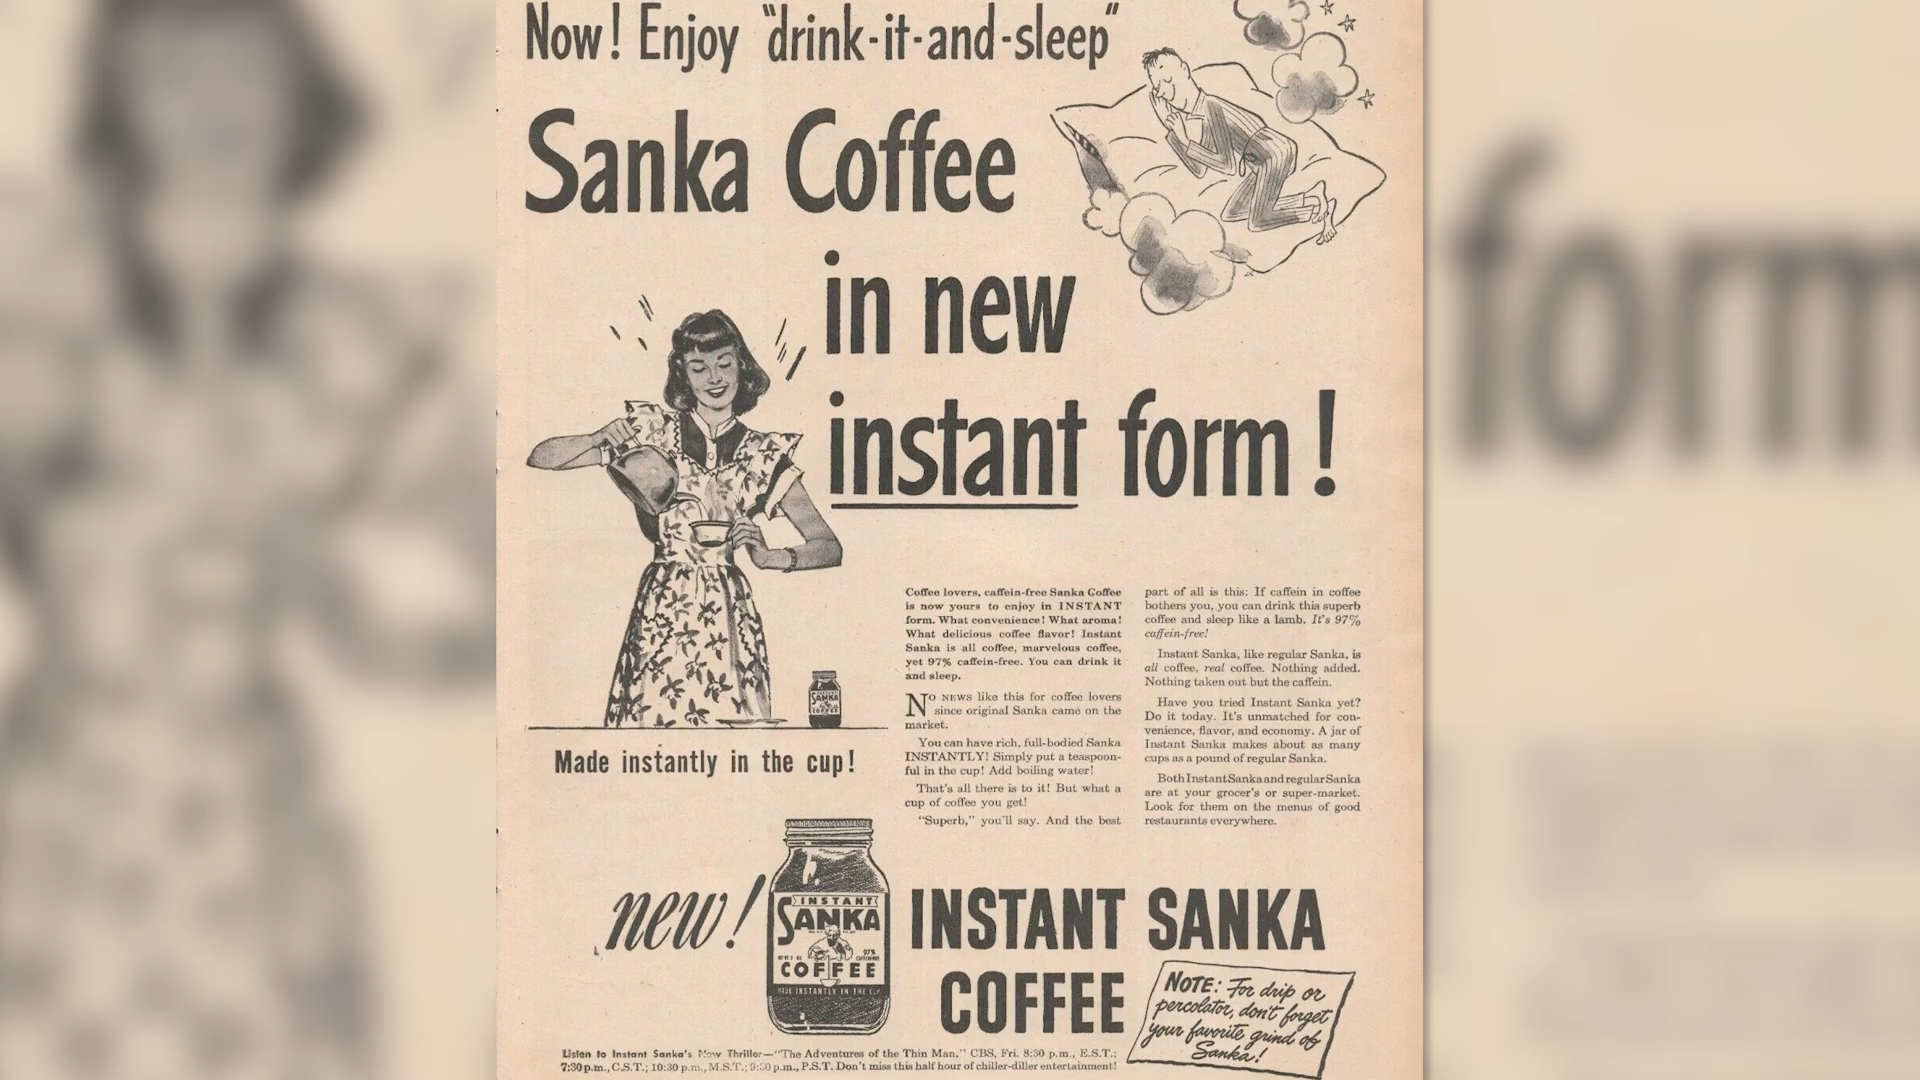 Now! Enjoy "drink-it-and-sleep"
Sanka Coffee
in new
instant form!
Made instantly in the cup!
Coffee lovers, caffein-free Sanka Coffee
is now yours to enjoy in INSTANT
form. What convenience! What aroma!
What delicious coffee flavor! Instant
Sanka is all coffee, marvelous coffee,
yet 97% caffein-free. You can drink it
and sleep.
NO NEWS like this for coffee lovers
since original Sanka came on the
market.
You can have rich, full-bodied Sanka
INSTANTLY! Simply put a teaspoon-
ful in the cup! Add boiling water!
That's all there is to it! But what a
cup of coffee you get!
"Superb," you'll say. And the best
part of all is this: If caffein in coffee
bothers you, you can drink this superb
coffee and sleep like a lamb. It's 97%
caffein-free!
Instant Sanka, like regular Sanka, is
all coffee, real coffee. Nothing added.
Nothing taken out but the caffein.
Have you tried Instant Sanka yet?
Do it today. It's unmatched for con-
venience, flavor, and economy. A jar of
Instant Sanka makes about as many
cups as a pound of regular Sanka.
Both Instant Sanka and regular Sanka
are at your grocer's or super-market.
Look for them on the menus of good
restaurants everywhere.
INSTANT
SANKA
COFFEE
new!
INSTANT
SANKA
97%
COFFEE
MADE INSTANTLY IN THE CUP
INSTANT SANKA
COFFEE
NOTE: For drip or
percolator, don't forget
your favorite grind of
Sanka!
Listen to Instant Sanka's New Thriller—"The Adventures of the Thin Man," CBS, Fri. 8:30 p.m., E.S.T.;
7:30 p.m., C.S.T.; 10:30 p.m., M.S.T.; 9:00 p.m., P.S.T. Don't miss this half hour of chiller-diller entertainment!
form